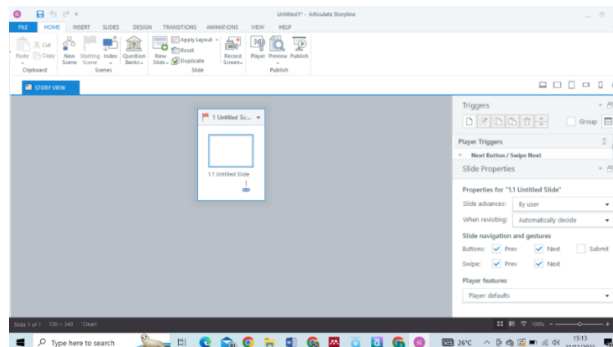 Untitled1* - Articulate Storyline
FILE HOME INSERT SLIDES DESIGN TRANSITIONS ANIMATIONS VIEW HELP
Paste
Cut
Copy
Clipboard
New Scene
Starting Scene
Index
Question Banks
Scenes
New Slide
Apply Layout
Reset
Duplicate
Slide
Record Screen
Player Preview Publish
Publish
STORY VIEW
1 Untitled Sc...
1.1 Untitled Slide
Triggers
Group
Player Triggers
Next Button / Swipe Next
Slide Properties
Properties for "1.1 Untitled Slide"
Slide advances: By user
When revisiting: Automatically decide
Slide navigation and gestures
Buttons: Prev Next Submit
Swipe: Prev Next
Player features
Player defaults
Slide 1 of 1 720 × 540 "Clean"
100%
Type here to search
26°C
15:13